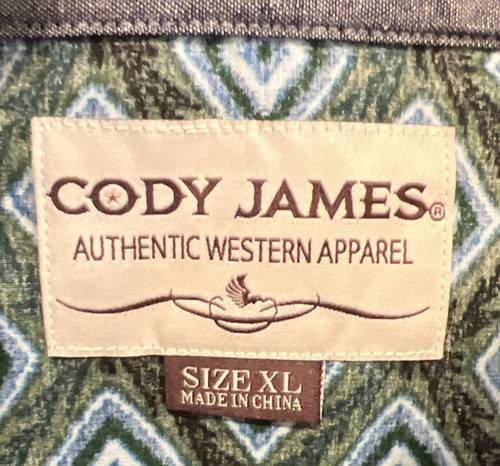 CODY JAMES®
AUTHENTIC WESTERN APPAREL
SIZE XL
MADE IN CHINA